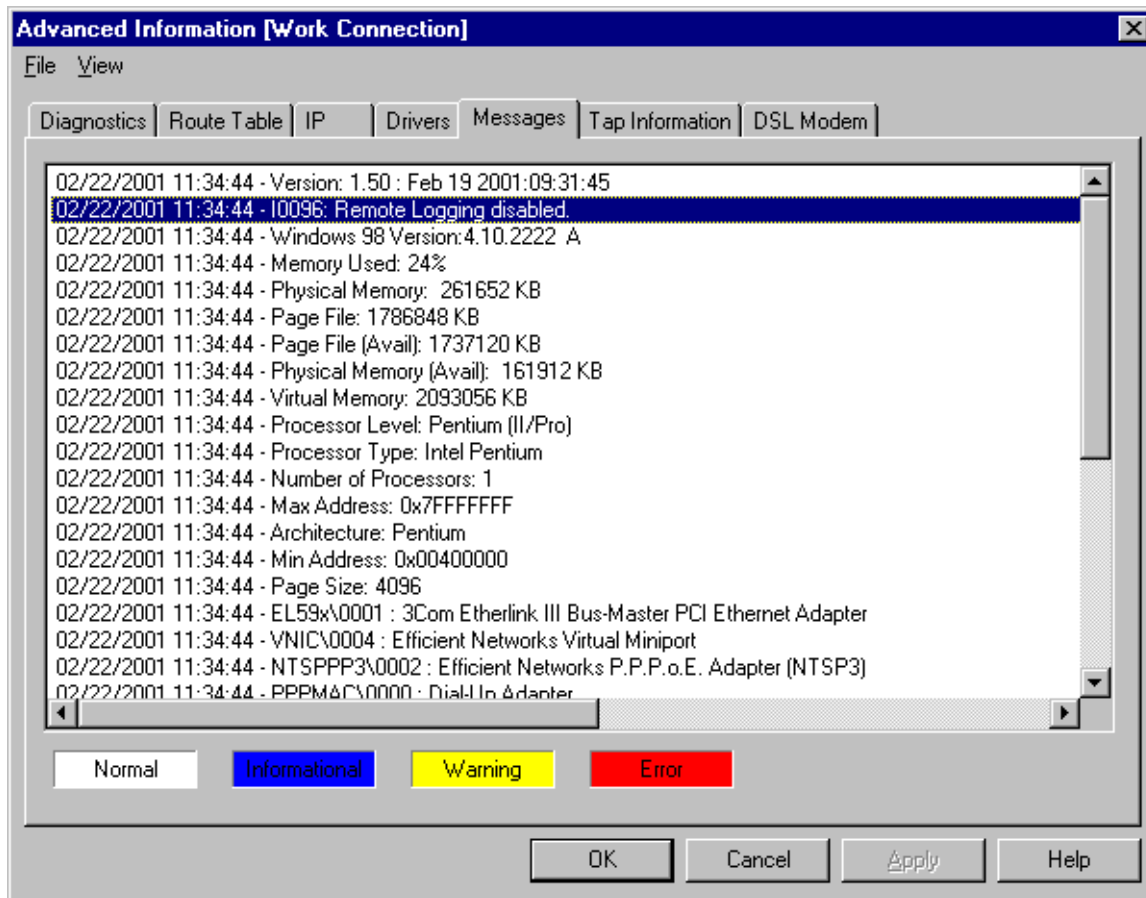 Advanced Information [Work Connection]
File View
Diagnostics Route Table IP Drivers Messages Tap Information DSL Modem
02/22/2001 11:34:44 - Version: 1.50 : Feb 19 2001:09:31:45
02/22/2001 11:34:44 - I0096: Remote Logging disabled.
02/22/2001 11:34:44 - Windows 98 Version:4.10.2222 A
02/22/2001 11:34:44 - Memory Used: 24%
02/22/2001 11:34:44 - Physical Memory: 261652 KB
02/22/2001 11:34:44 - Page File: 1786848 KB
02/22/2001 11:34:44 - Page File (Avail): 1737120 KB
02/22/2001 11:34:44 - Physical Memory (Avail): 161912 KB
02/22/2001 11:34:44 - Virtual Memory: 2093056 KB
02/22/2001 11:34:44 - Processor Level: Pentium (II/Pro)
02/22/2001 11:34:44 - Processor Type: Intel Pentium
02/22/2001 11:34:44 - Number of Processors: 1
02/22/2001 11:34:44 - Max Address: 0x7FFFFFFF
02/22/2001 11:34:44 - Architecture: Pentium
02/22/2001 11:34:44 - Min Address: 0x00400000
02/22/2001 11:34:44 - Page Size: 4096
02/22/2001 11:34:44 - EL59x\0001 : 3Com Etherlink III Bus-Master PCI Ethernet Adapter
02/22/2001 11:34:44 - VNIC\0004 : Efficient Networks Virtual Miniport
02/22/2001 11:34:44 - NTSPPP3\0002 : Efficient Networks P.P.P.o.E. Adapter (NTSP3)
02/22/2001 11:34:44 - PPPMAC\0000 : Dial-Up Adapter
Normal Informational Warning Error
OK Cancel Apply Help